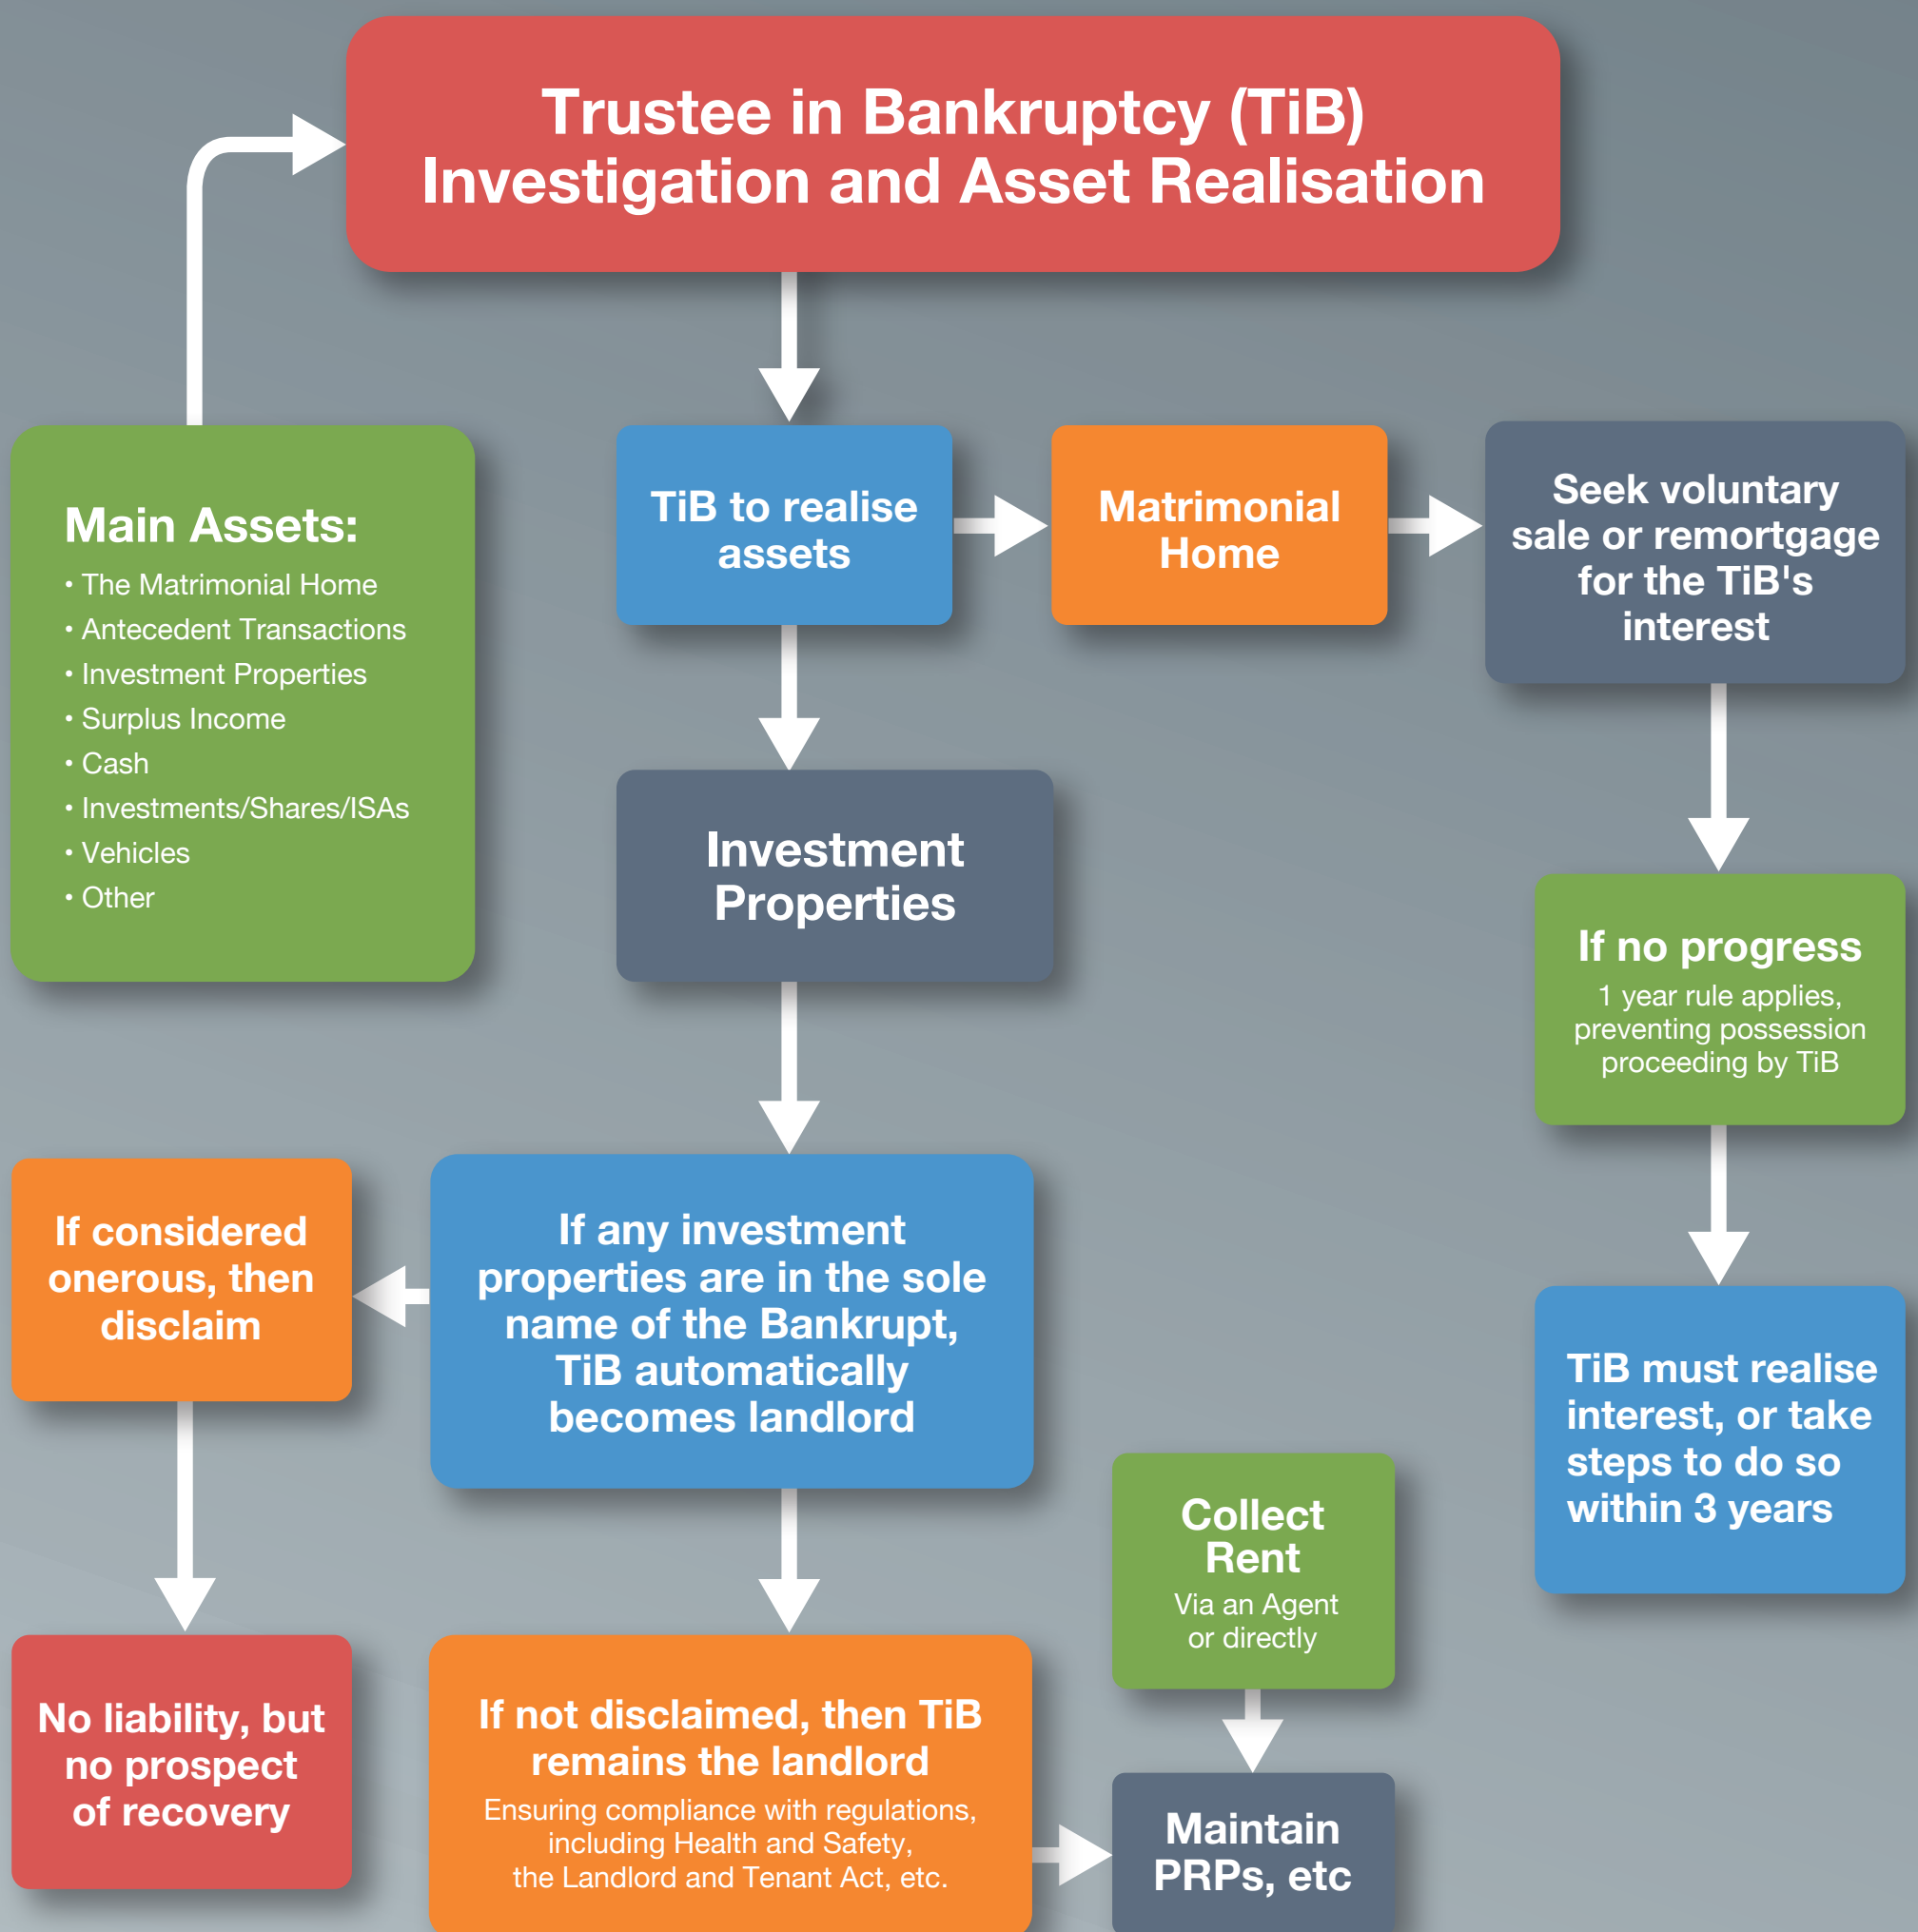 Trustee in Bankruptcy (TiB)
Investigation and Asset Realisation
Main Assets:
• The Matrimonial Home
• Antecedent Transactions
• Investment Properties
• Surplus Income
• Cash
• Investments/Shares/ISAs
• Vehicles
• Other
TiB to realise
assets
Matrimonial
Home
Seek voluntary
sale or remortgage
for the TiB's
interest
Investment
Properties
If no progress
1 year rule applies,
preventing possession
proceeding by TiB
If considered
onerous, then
disclaim
If any investment
properties are in the sole
name of the Bankrupt,
TiB automatically
becomes landlord
TiB must realise
interest, or take
steps to do so
within 3 years
Collect
Rent
Via an Agent
or directly
No liability, but
no prospect
of recovery
If not disclaimed, then TiB
remains the landlord
Ensuring compliance with regulations,
including Health and Safety,
the Landlord and Tenant Act, etc.
Maintain
PRPs, etc